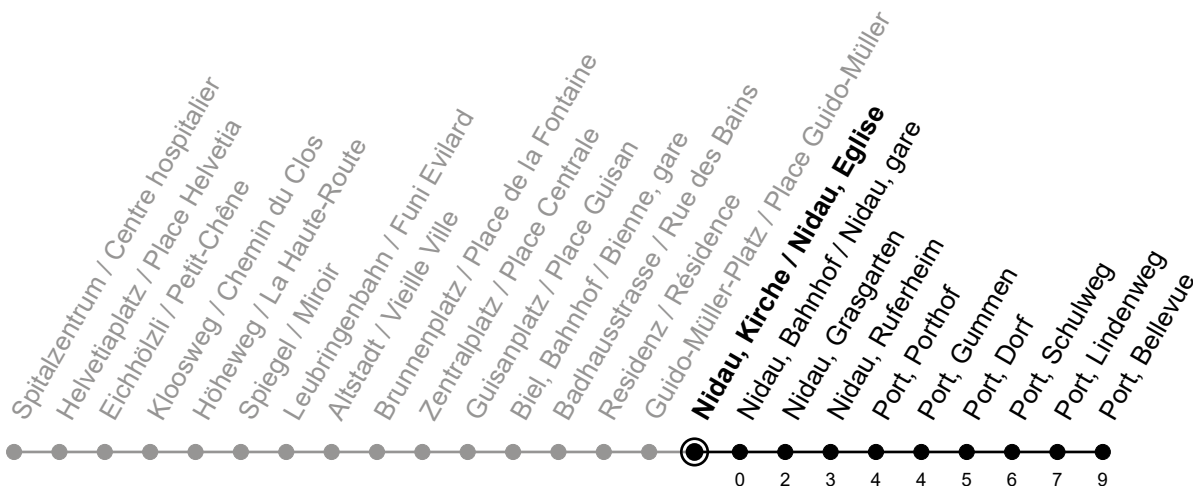 Spitalzentrum / Centre hospitalier
Helvetiaplatz / Place Helvetia
Eichhölzli / Petit-Chêne
Kloosweg / Chemin du Clos
Höheweg / La Haute-Route
Spiegel / Miroir
Leubringenbahn / Funi Evilard
Altstadt / Vieille Ville
Brunnenplatz / Place de la Fontaine
Zentralplatz / Place Centrale
Guisanplatz / Place Guisan
Biel, Bahnhof / Bienne, gare
Badhausstrasse / Rue des Bains
Residenz / Résidence
Guido-Müller-Platz / Place Guido-Müller
Nidau, Kirche / Nidau, Eglise
Nidau, Bahnhof / Nidau, gare
Nidau, Grasgarten
Nidau, Ruferheim
Port, Porthof
Port, Gummen
Port, Dorf
Port, Schulweg
Port, Lindenweg
Port, Bellevue
0 2 3 4 4 5 6 7 9